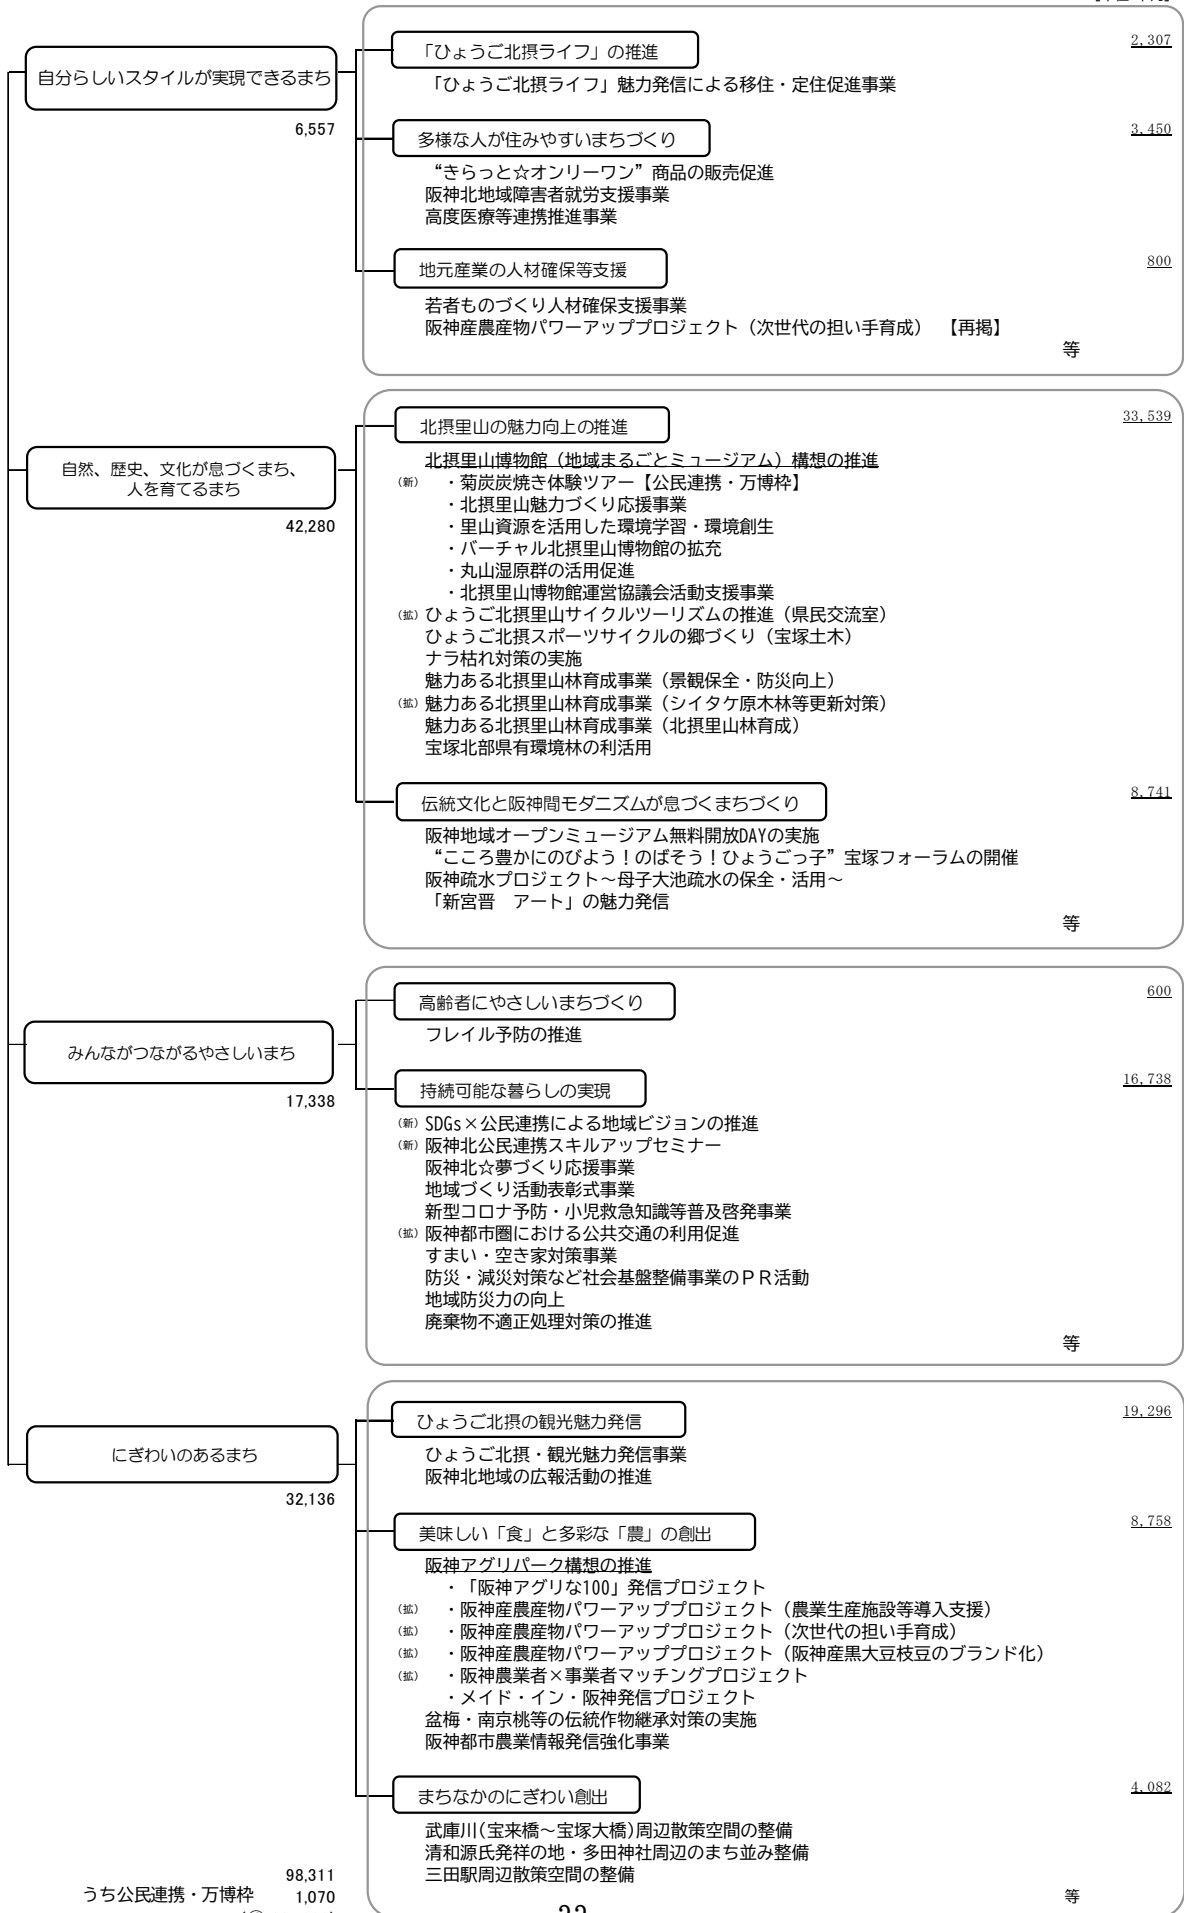 自分らしいスタイルが実現できるまち
6,557
「ひょうご北摂ライフ」の推進
2,307
「ひょうご北摂ライフ」魅力発信による移住・定住促進事業
多様な人が住みやすいまちづくり
3,450
“きらっと☆オンリーワン”商品の販売促進
阪神北地域障害者就労支援事業
高度医療等連携推進事業
地元産業の人材確保等支援
800
若者ものづくり人材確保支援事業
阪神産農産物パワーアッププロジェクト（次世代の担い手育成） 【再掲】
等
自然、歴史、文化が息づくまち、
人を育てるまち
42,280
北摂里山の魅力向上の推進
33,539
北摂里山博物館（地域まるごとミュージアム）構想の推進
（新） ・菊炭炭焼き体験ツアー【公民連携・万博枠】
・北摂里山魅力づくり応援事業
・里山資源を活用した環境学習・環境創生
・バーチャル北摂里山博物館の拡充
・丸山湿原群の活用促進
・北摂里山博物館運営協議会活動支援事業
（拡）ひょうご北摂里山サイクルツーリズムの推進（県民交流室）
ひょうご北摂スポーツサイクルの郷づくり（宝塚土木）
ナラ枯れ対策の実施
魅力ある北摂里山林育成事業（景観保全・防災向上）
（拡）魅力ある北摂里山林育成事業（シイタケ原木林等更新対策）
魅力ある北摂里山林育成事業（北摂里山林育成）
宝塚北部県有環境林の利活用
伝統文化と阪神間モダニズムが息づくまちづくり
8,741
阪神地域オープンミュージアム無料開放DAYの実施
“こころ豊かにのびよう！のばそう！ひょうごっ子”宝塚フォーラムの開催
阪神疏水プロジェクト～母子大池疏水の保全・活用～
「新宮晋　アート」の魅力発信
等
みんながつながるやさしいまち
17,338
高齢者にやさしいまちづくり
600
フレイル予防の推進
持続可能な暮らしの実現
16,738
（新）SDGs×公民連携による地域ビジョンの推進
（新）阪神北公民連携スキルアップセミナー
阪神北☆夢づくり応援事業
地域づくり活動表彰式事業
新型コロナ予防・小児救急知識等普及啓発事業
（拡）阪神都市圏における公共交通の利用促進
すまい・空き家対策事業
防災・減災対策など社会基盤整備事業のＰＲ活動
地域防災力の向上
廃棄物不適正処理対策の推進
等
にぎわいのあるまち
32,136
ひょうご北摂の観光魅力発信
19,296
ひょうご北摂・観光魅力発信事業
阪神北地域の広報活動の推進
美味しい「食」と多彩な「農」の創出
8,758
阪神アグリパーク構想の推進
・「阪神アグリな100」発信プロジェクト
（拡） ・阪神産農産物パワーアッププロジェクト（農業生産施設等導入支援）
（拡） ・阪神産農産物パワーアッププロジェクト（次世代の担い手育成）
（拡） ・阪神産農産物パワーアッププロジェクト（阪神産黒大豆枝豆のブランド化）
（拡） ・阪神農業者×事業者マッチングプロジェクト
・メイド・イン・阪神発信プロジェクト
盆梅・南京桃等の伝統作物継承対策の実施
阪神都市農業情報発信強化事業
まちなかのにぎわい創出
4,082
武庫川(宝来橋～宝塚大橋)周辺散策空間の整備
清和源氏発祥の地・多田神社周辺のまち並み整備
三田駅周辺散策空間の整備
等
98,311
うち公民連携・万博枠 1,070